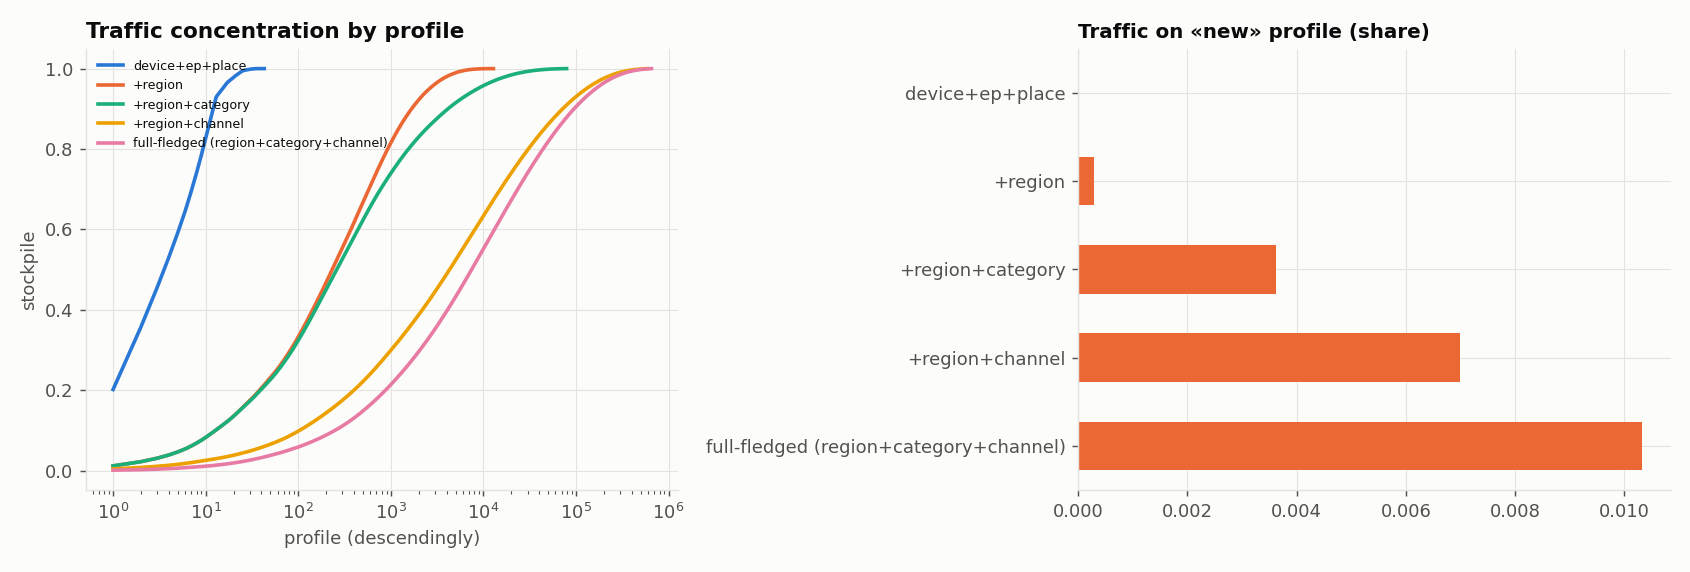 Traffic concentration by profile
device+ep+place
+region
+region+category
+region+channel
full-fledged (region+category+channel)
stockpile
1.0
0.8
0.6
0.4
0.2
0.0
10^0 10^1 10^2 10^3 10^4 10^5 10^6
profile (descendingly)
Traffic on «new» profile (share)
device+ep+place
+region
+region+category
+region+channel
full-fledged (region+category+channel)
0.000 0.002 0.004 0.006 0.008 0.010